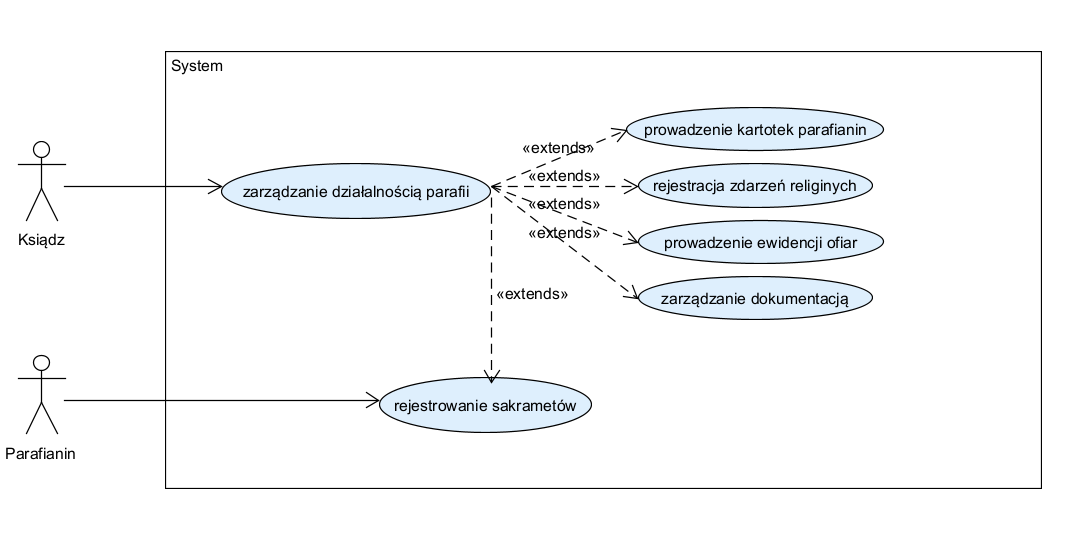 System
prowadzenie kartotek parafianin
«extends»
zarządzanie działalnością parafii
«extends»
rejestracja zdarzeń religinych
«extends»
Ksiądz
«extends»
prowadzenie ewidencji ofiar
zarządzanie dokumentacją
«extends»
rejestrowanie sakrametów
Parafianin